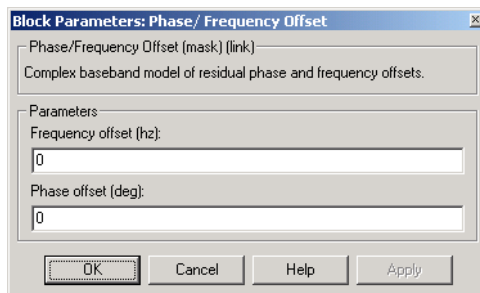 Block Parameters: Phase/ Frequency Offset
Phase/Frequency Offset (mask) (link)
Complex baseband model of residual phase and frequency offsets.
Parameters
Frequency offset (hz):
0
Phase offset (deg):
0
OK Cancel Help Apply